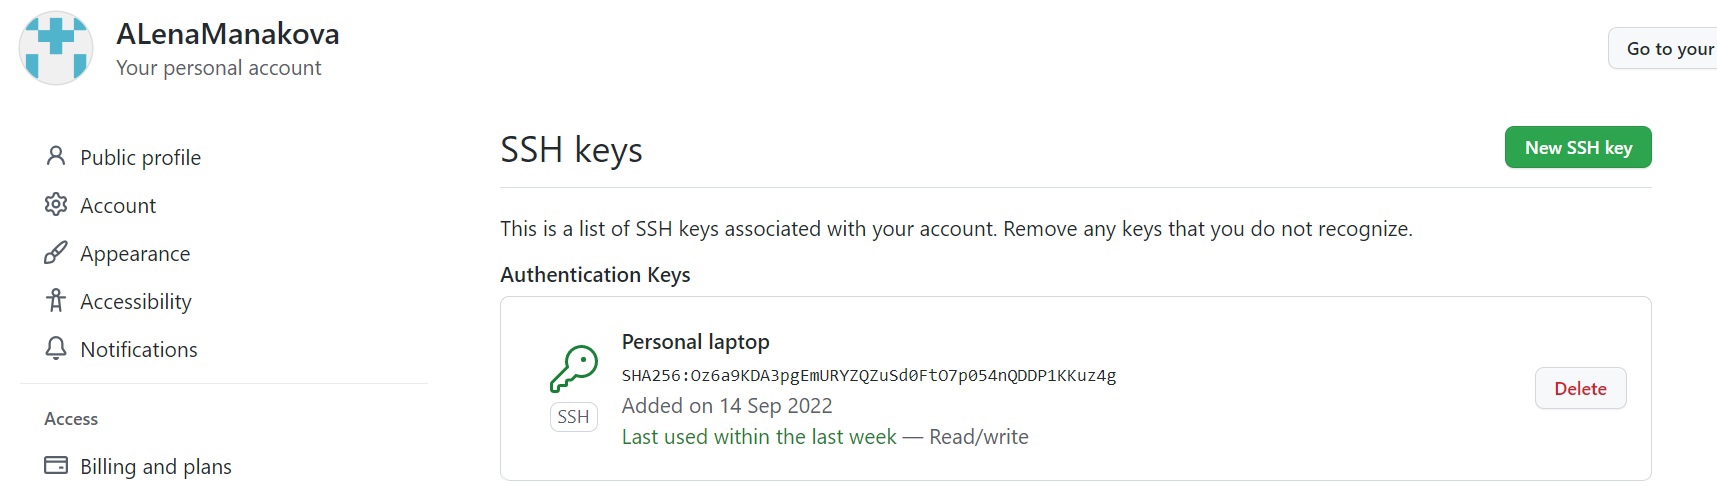 ALenaManakova
Your personal account
Go to your
Public profile
Account
Appearance
Accessibility
Notifications
Access
Billing and plans
SSH keys
New SSH key
This is a list of SSH keys associated with your account. Remove any keys that you do not recognize.
Authentication Keys
Personal laptop
SHA256:Oz6a9KDA3pgEmURYZQZuSd0FtO7p054nQDDP1KKuz4g
SSH
Added on 14 Sep 2022
Last used within the last week — Read/write
Delete